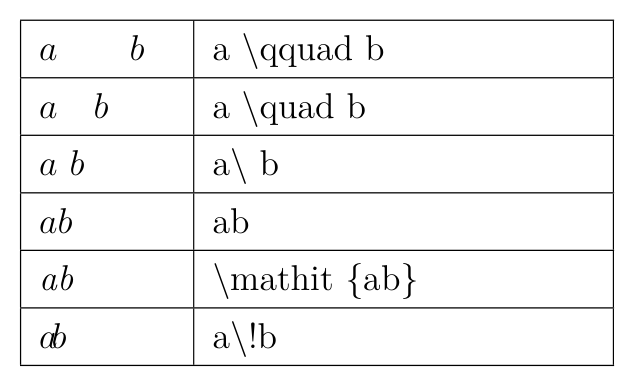 a b a \qquad b
a b a \quad b
a b a\ b
ab ab
ab \mathit {ab}
ab a\!b